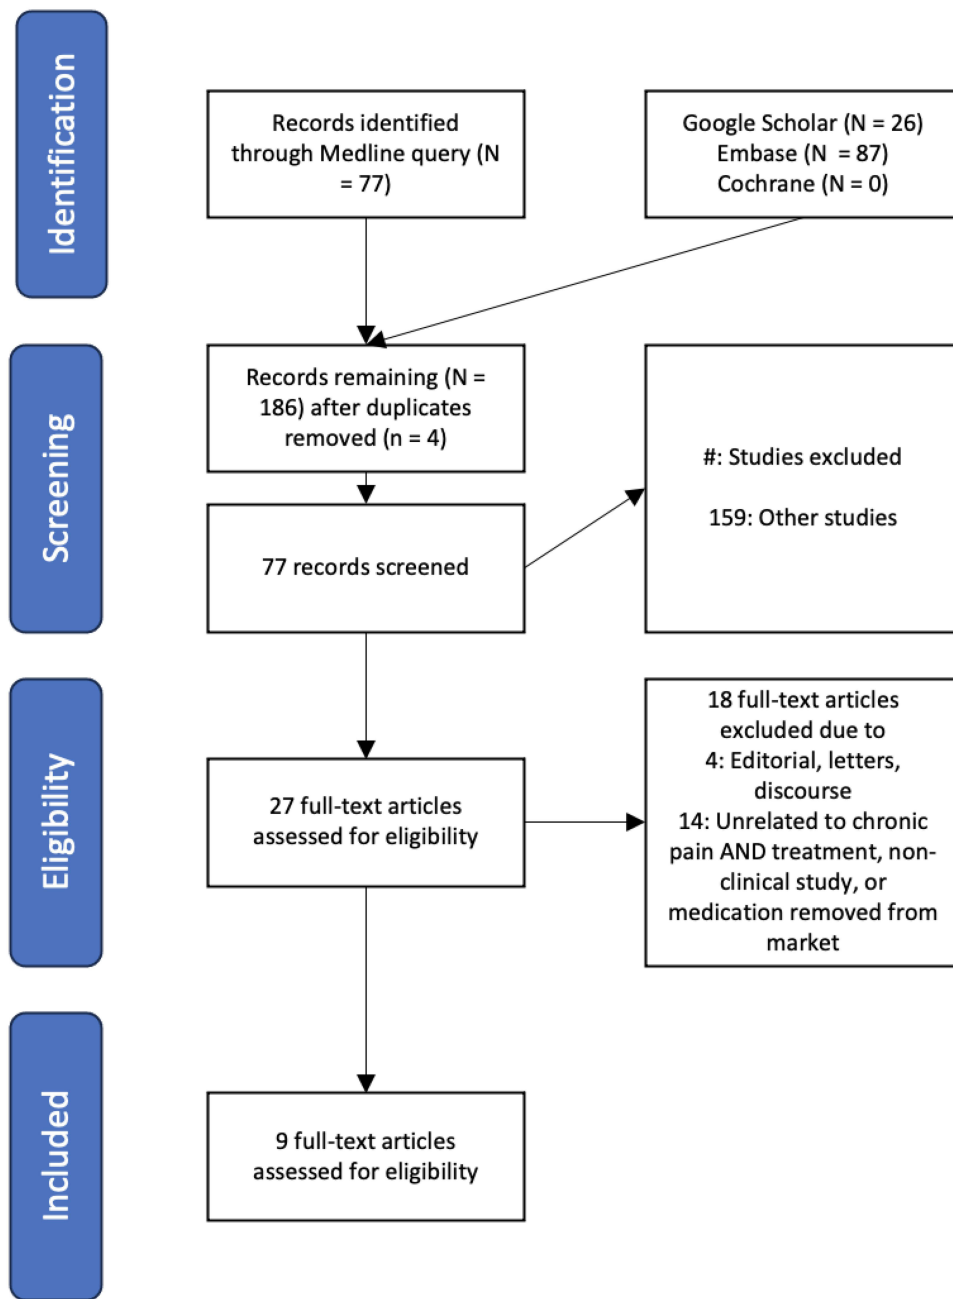 Identification
Records identified
through Medline query (N
= 77)
Google Scholar (N = 26)
Embase (N  = 87)
Cochrane (N = 0)
Screening
Records remaining (N =
186) after duplicates
removed (n = 4)
77 records screened
#: Studies excluded
159: Other studies
Eligibility
27 full-text articles
assessed for eligibility
18 full-text articles
excluded due to
4: Editorial, letters,
discourse
14: Unrelated to chronic
pain AND treatment, non-
clinical study, or
medication removed from
market
Included
9 full-text articles
assessed for eligibility